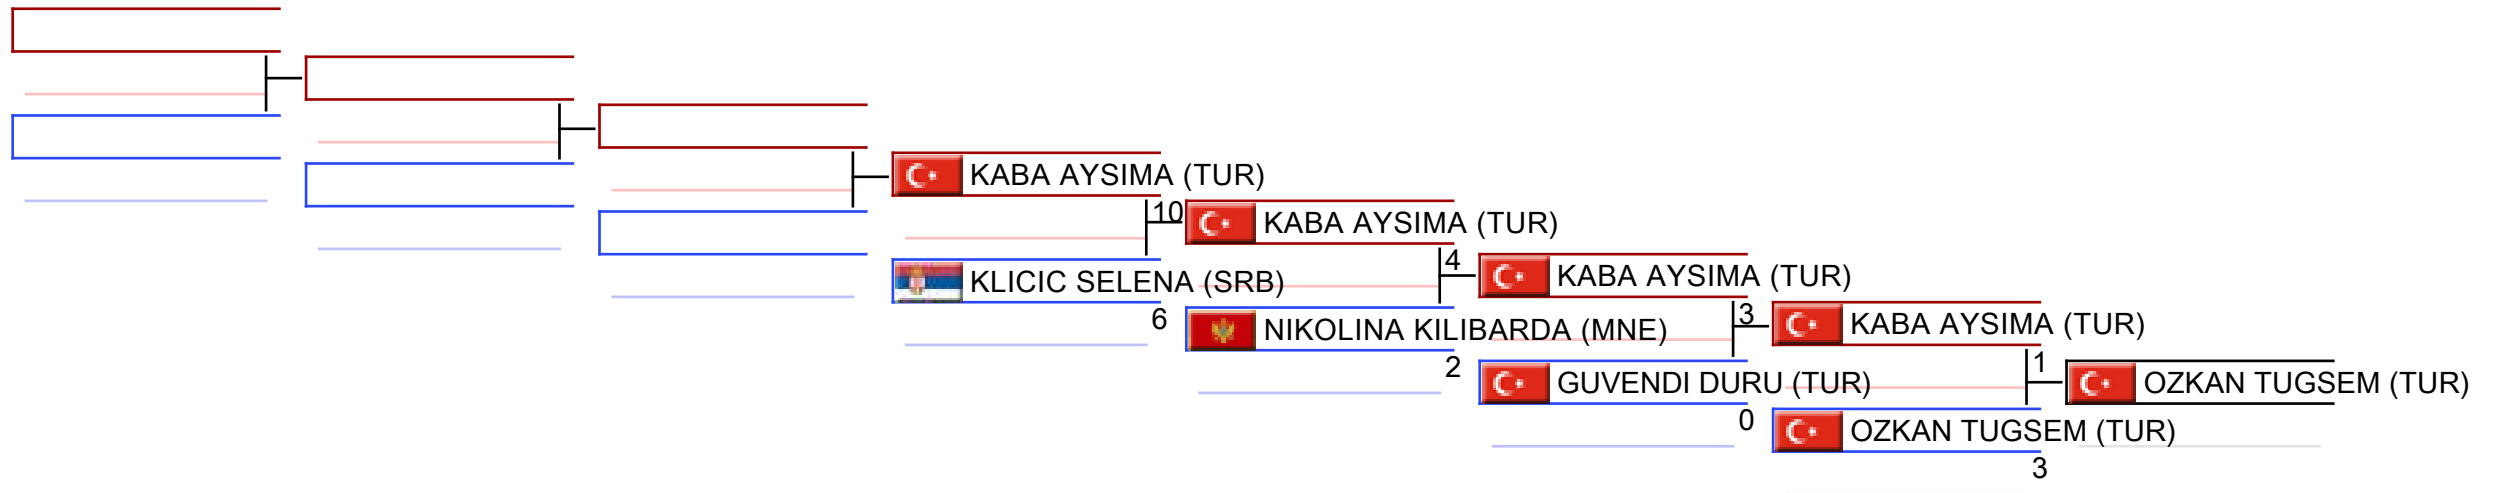 KABA AYSIMA (TUR)
10
KABA AYSIMA (TUR)
KLICIC SELENA (SRB)
6
4
KABA AYSIMA (TUR)
NIKOLINA KILIBARDA (MNE)
2
3
KABA AYSIMA (TUR)
GUVENDI DURU (TUR)
0
1
OZKAN TUGSEM (TUR)
OZKAN TUGSEM (TUR)
3